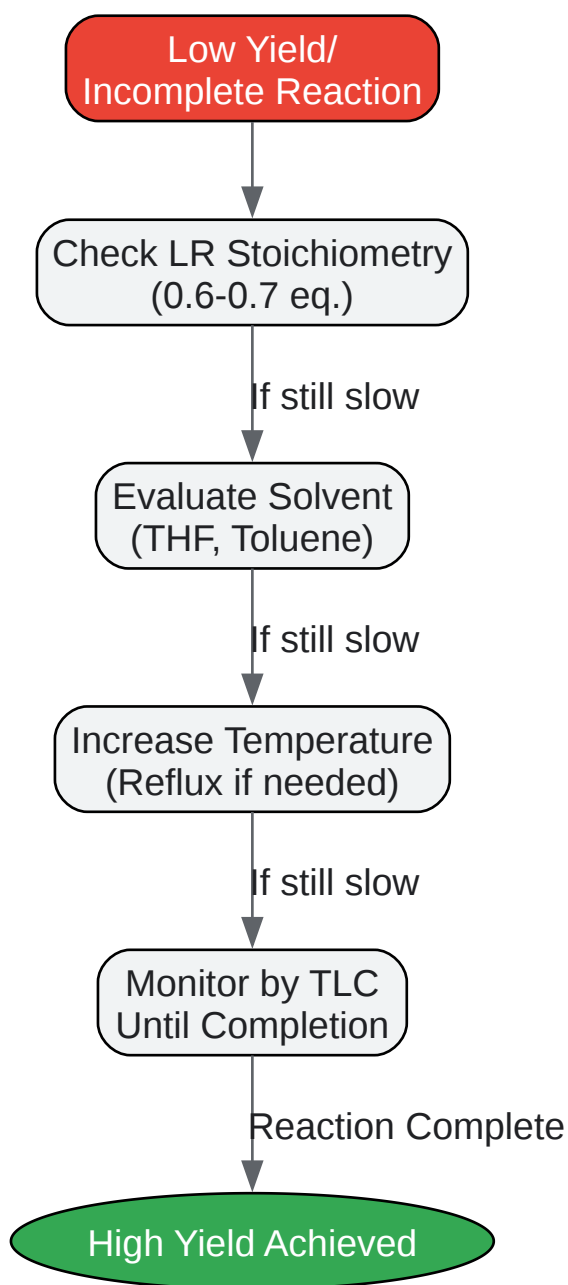 Low Yield/
Incomplete Reaction
Check LR Stoichiometry
(0.6-0.7 eq.)
If still slow
Evaluate Solvent
(THF, Toluene)
If still slow
Increase Temperature
(Reflux if needed)
If still slow
Monitor by TLC
Until Completion
Reaction Complete
High Yield Achieved